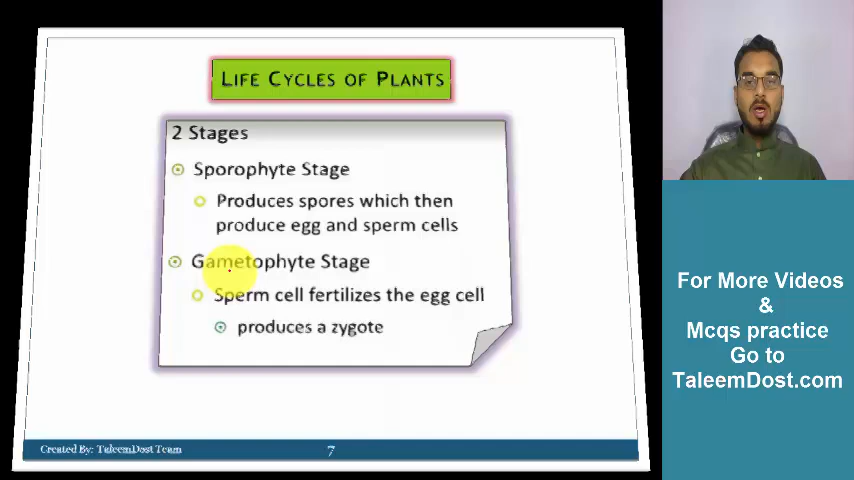 LIFE CYCLES OF PLANTS
2 Stages
Sporophyte Stage
Produces spores which then
produce egg and sperm cells
Gametophyte Stage
Sperm cell fertilizes the egg cell
produces a zygote
Created By: TaleemDost Team
7
For More Videos
&
Mcqs practice
Go to
TaleemDost.com